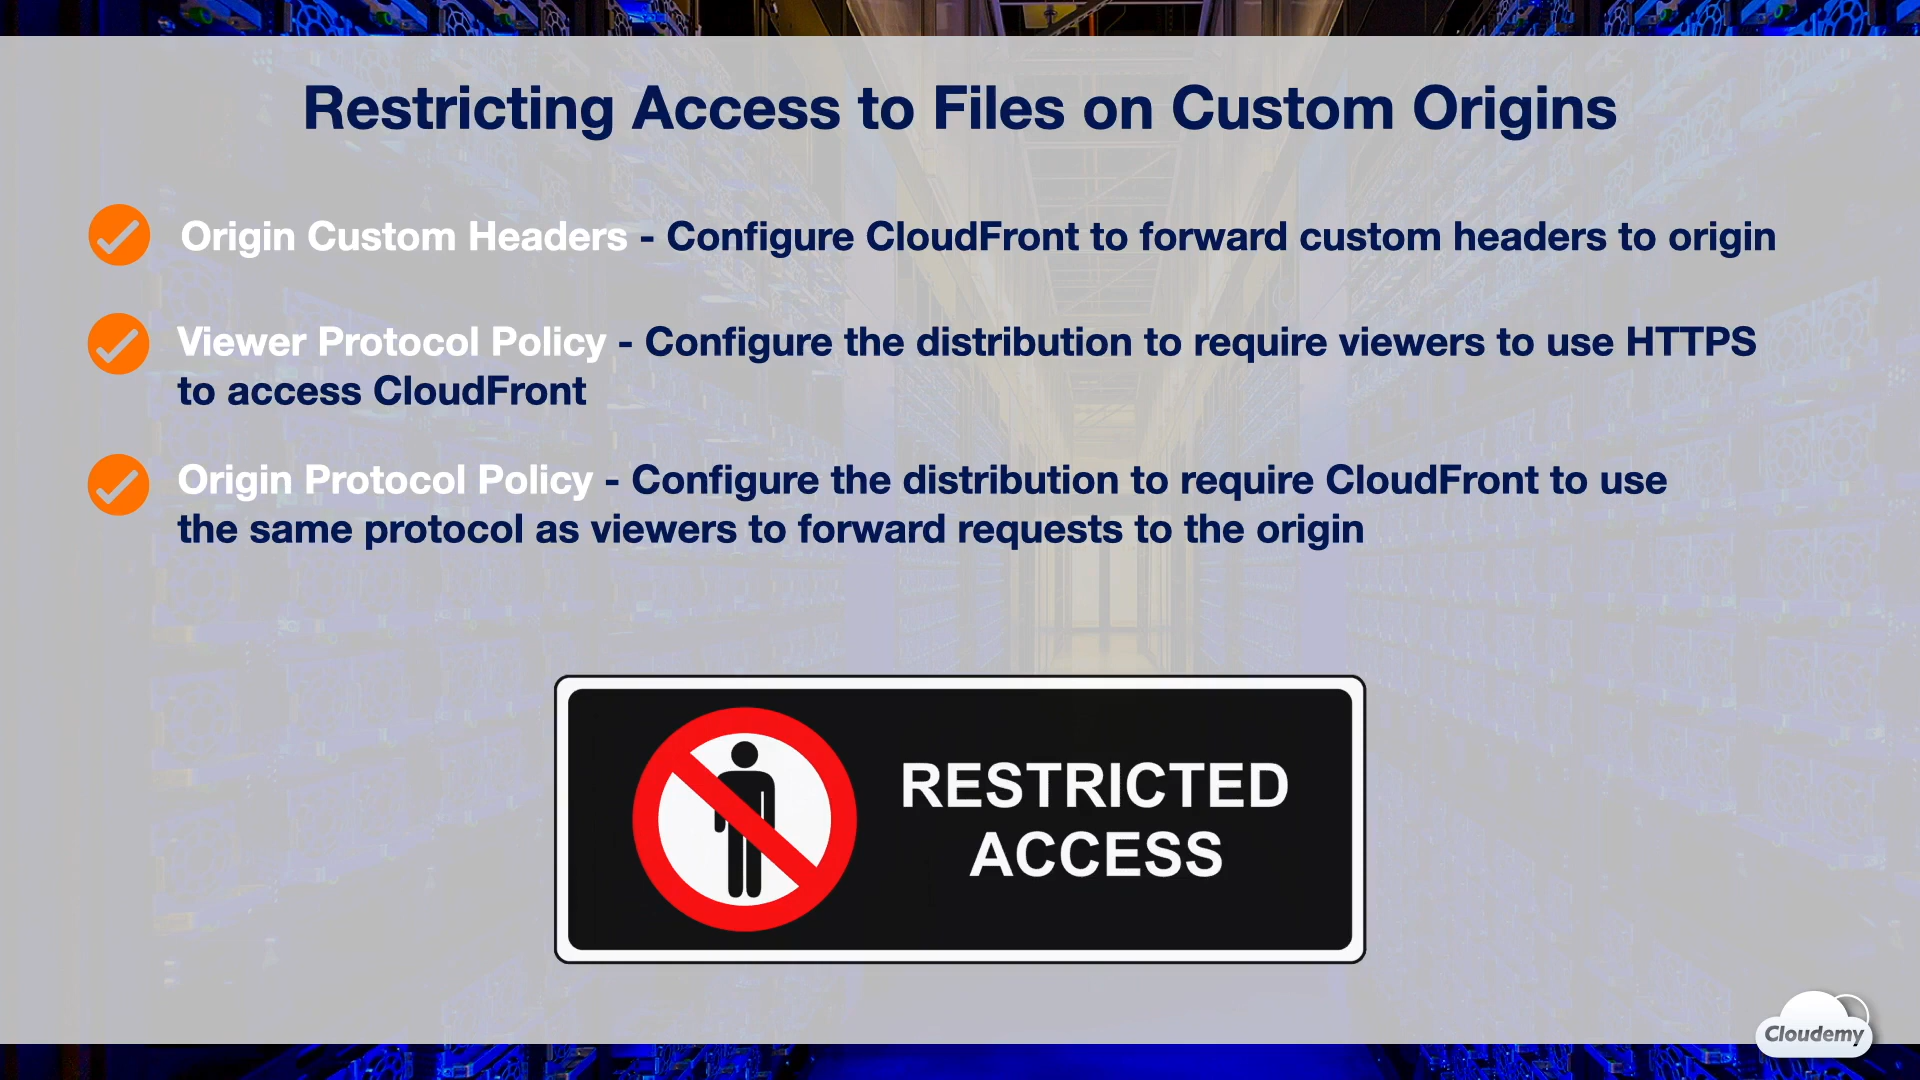 Restricting Access to Files on Custom Origins
Origin Custom Headers - Configure CloudFront to forward custom headers to origin
Viewer Protocol Policy - Configure the distribution to require viewers to use HTTPS
to access CloudFront
Origin Protocol Policy - Configure the distribution to require CloudFront to use
the same protocol as viewers to forward requests to the origin
RESTRICTED
ACCESS
Cloudemy